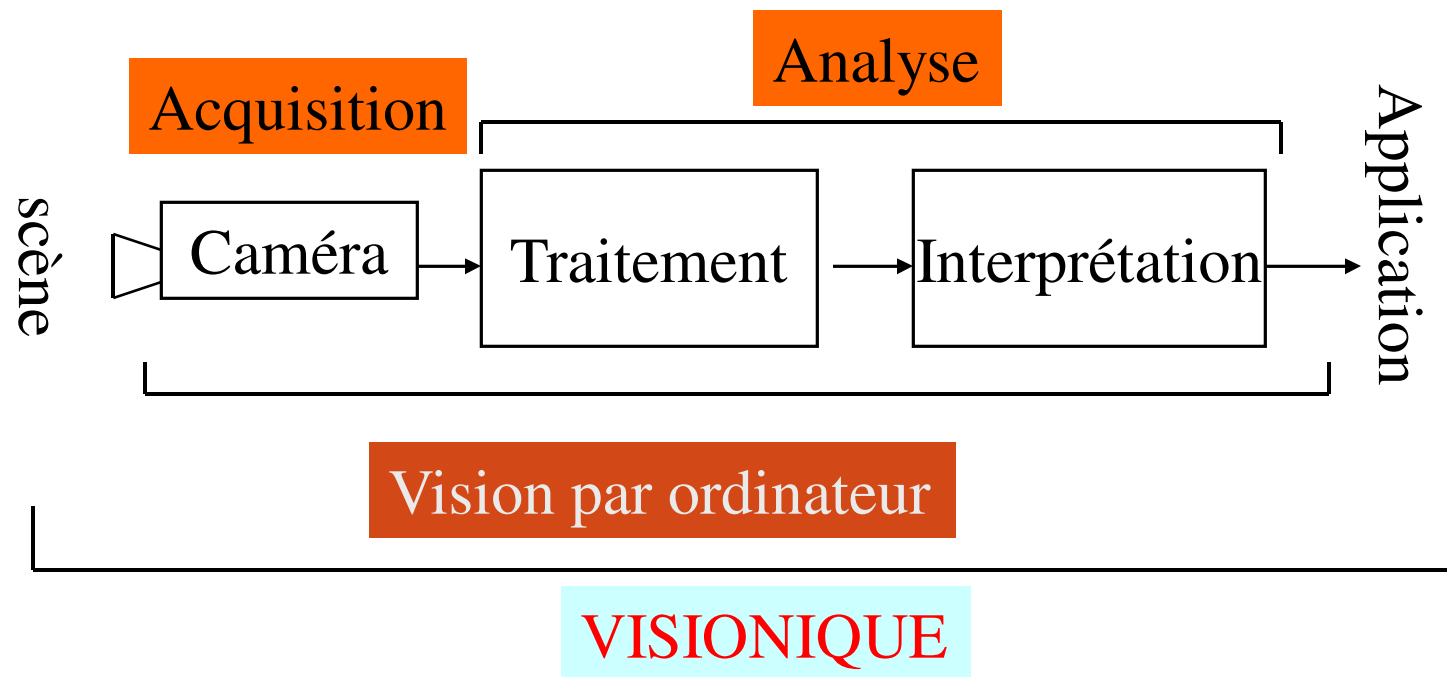 Analyse
Acquisition
scène
Caméra
Traitement
Interprétation
Application
Vision par ordinateur
VISIONIQUE